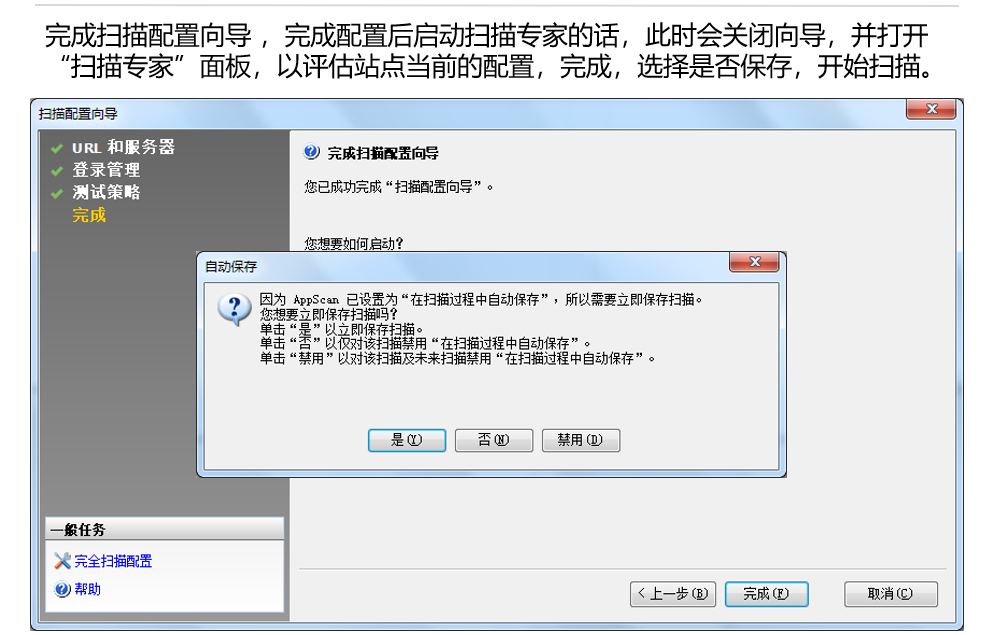 完成扫描配置向导 ，完成配置后启动扫描专家的话，此时会关闭向导，并打开
“扫描专家”面板，以评估站点当前的配置，完成，选择是否保存，开始扫描。
扫描配置向导
URL 和服务器
登录管理
测试策略
完成
完成扫描配置向导
您已成功完成“扫描配置向导”。
您想要如何启动?
自动保存
因为 AppScan 已设置为“在扫描过程中自动保存”，所以需要立即保存扫描。
您想要立即保存扫描吗?
单击“是”以立即保存扫描。
单击“否”以仅对该扫描禁用“在扫描过程中自动保存”。
单击“禁用”以对该扫描及未来扫描禁用“在扫描过程中自动保存”。
是(Y)
否(N)
禁用(D)
一般任务
完全扫描配置
帮助
< 上一步(B)
完成(F)
取消(C)